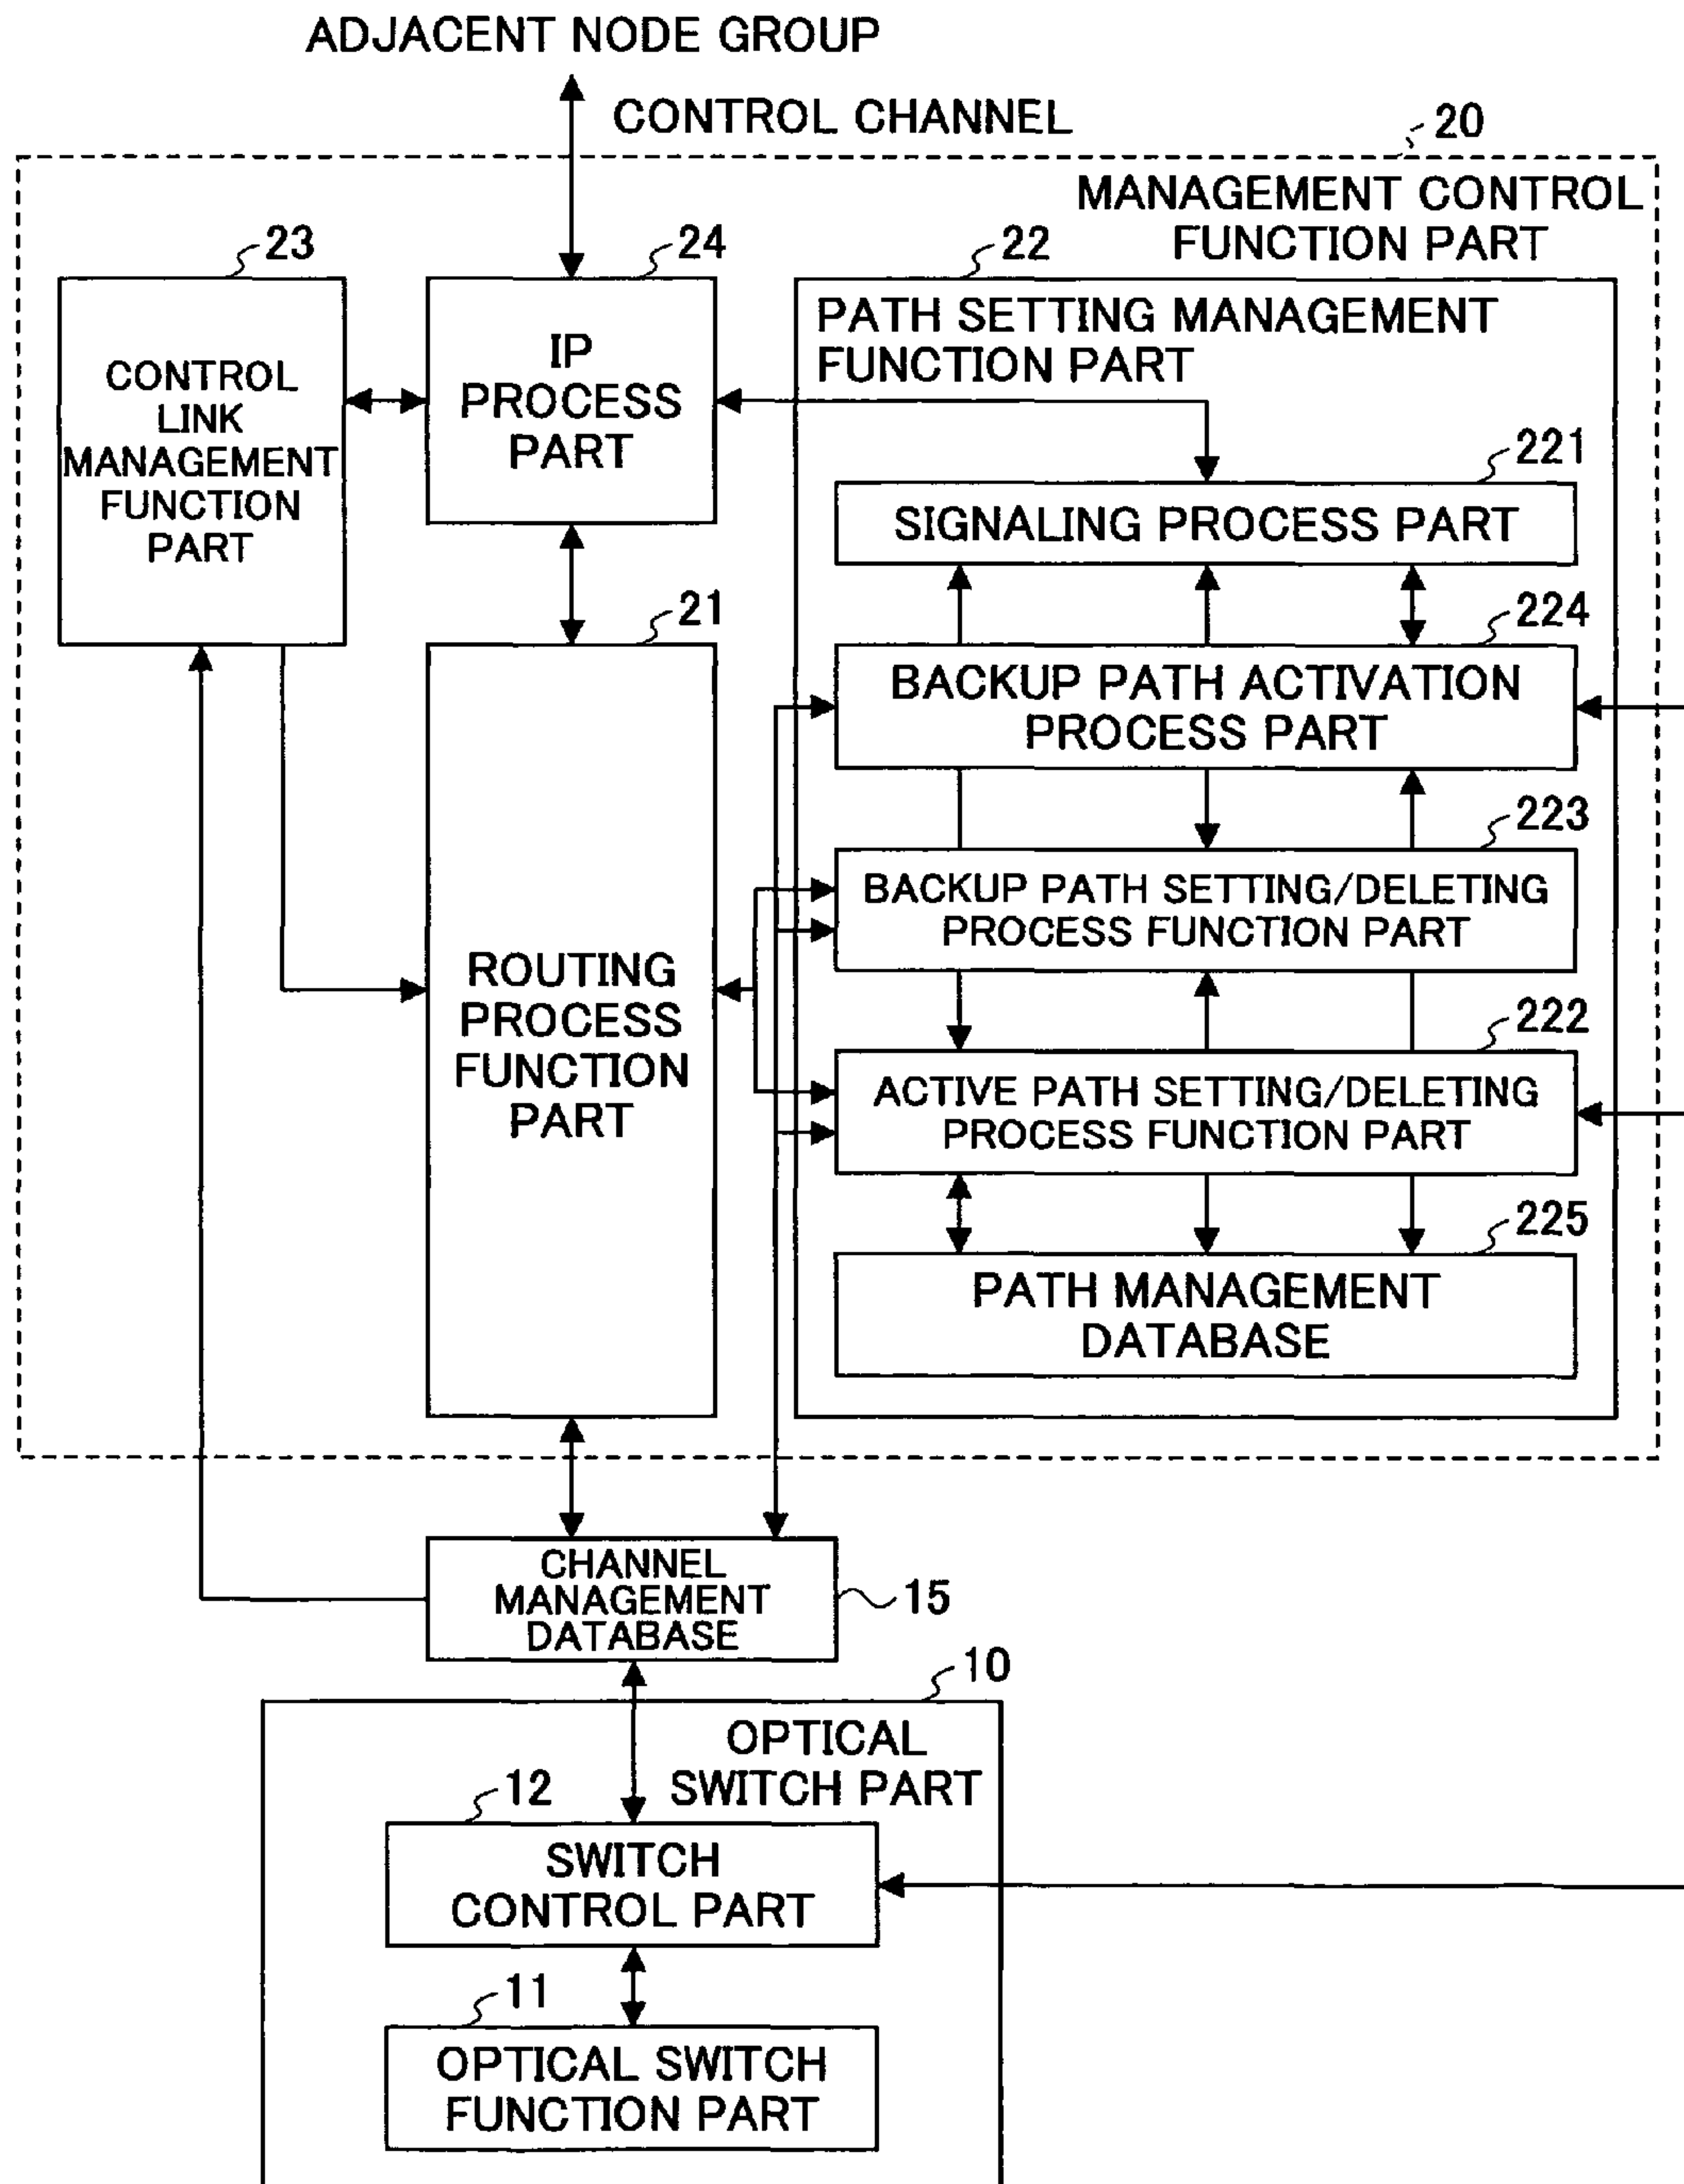 ADJACENT NODE GROUP
CONTROL CHANNEL
20
MANAGEMENT CONTROL
FUNCTION PART
23
CONTROL
LINK
MANAGEMENT
FUNCTION
PART
24
IP
PROCESS
PART
22
PATH SETTING MANAGEMENT
FUNCTION PART
221
SIGNALING PROCESS PART
224
BACKUP PATH ACTIVATION
PROCESS PART
21
ROUTING
PROCESS
FUNCTION
PART
223
BACKUP PATH SETTING/DELETING
PROCESS FUNCTION PART
222
ACTIVE PATH SETTING/DELETING
PROCESS FUNCTION PART
225
PATH MANAGEMENT
DATABASE
CHANNEL
MANAGEMENT
DATABASE
15
10
OPTICAL
SWITCH PART
12
SWITCH
CONTROL PART
11
OPTICAL SWITCH
FUNCTION PART